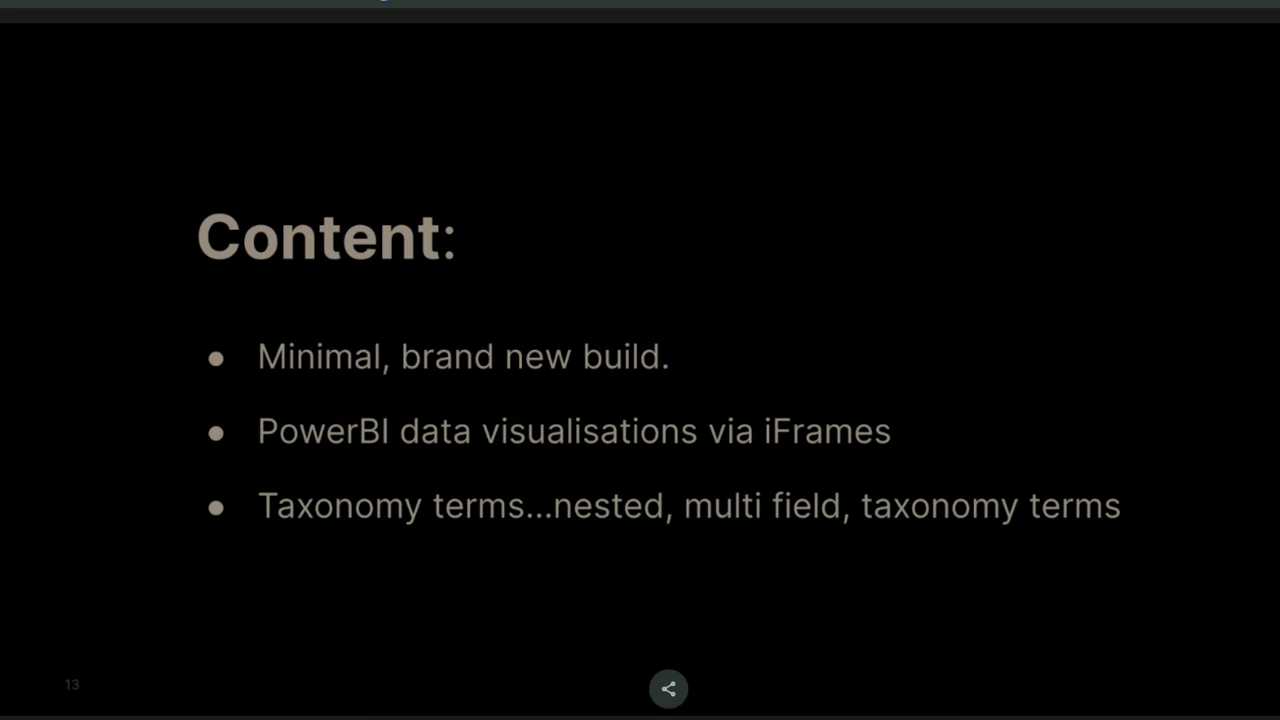 Content:
● Minimal, brand new build.
● PowerBI data visualisations via iFrames
● Taxonomy terms...nested, multi field, taxonomy terms
13